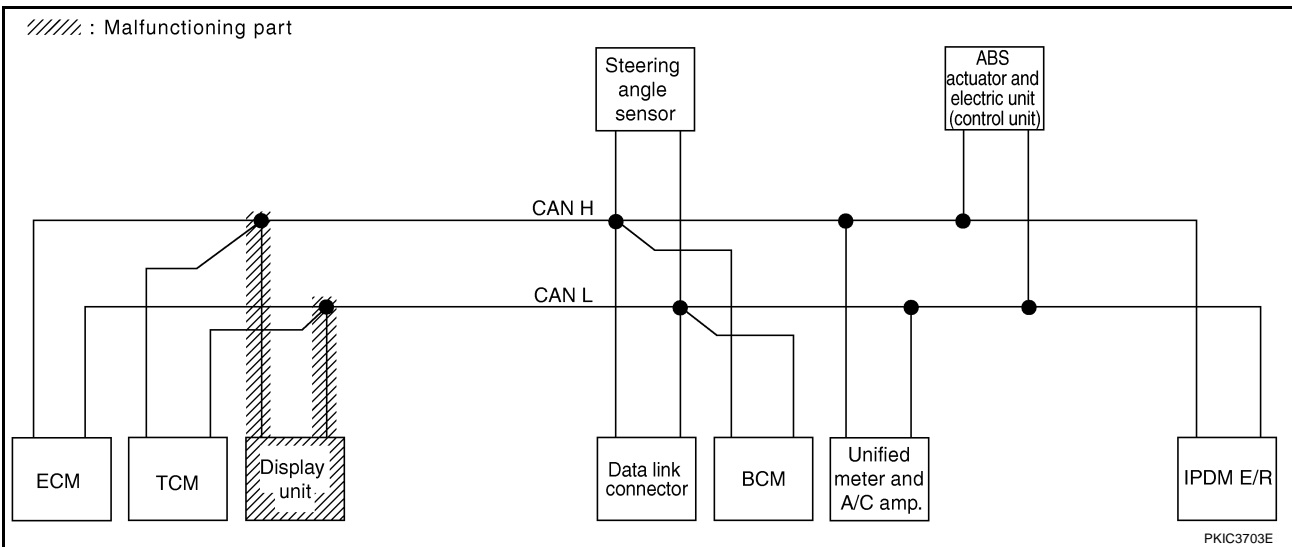 : Malfunctioning part
Steering
angle
sensor
ABS
actuator and
electric unit
(control unit)
CAN H
CAN L
ECM
TCM
Display
unit
Data link
connector
BCM
Unified
meter and
A/C amp.
IPDM E/R
PKIC3703E